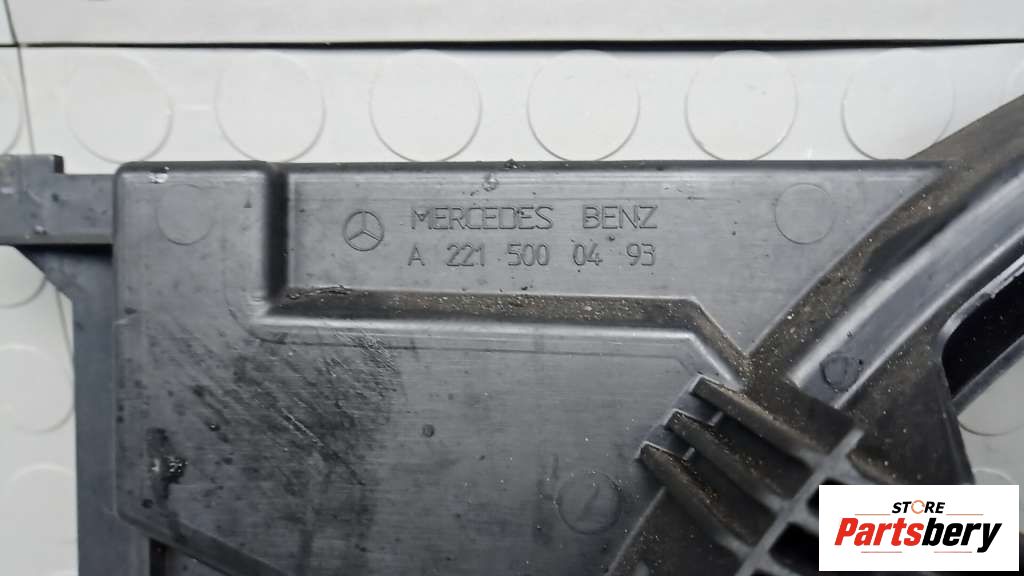 MERCEDES BENZ
A 221 500 04 93
STORE
Partsbery